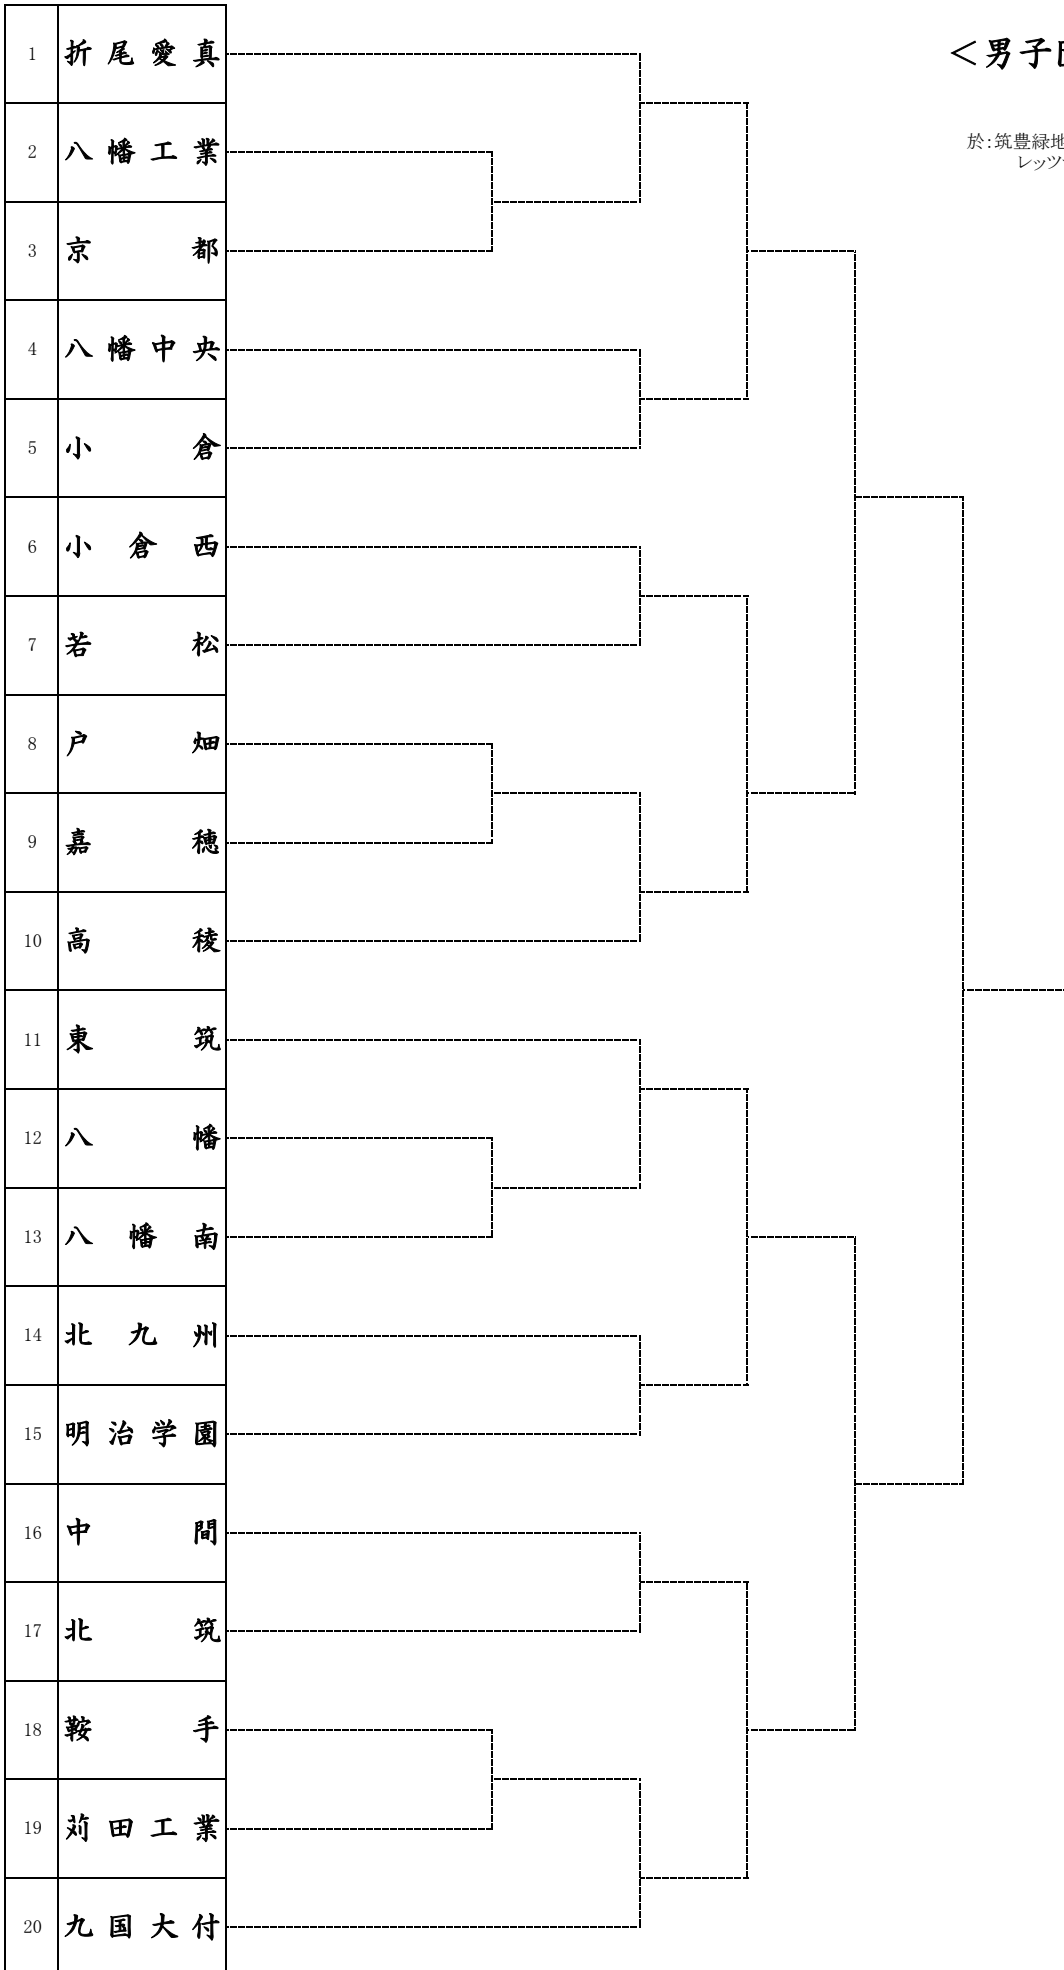 1 折尾愛真
<男子
2 八幡工業
於:筑豊緑地
レッツ
3 京都
4 八幡中央
5 小倉
6 小倉西
7 若松
8 戸畑
9 嘉穂
10 高稜
11 東筑
12 八幡
13 八幡南
14 北九州
15 明治学園
16 中間
17 北筑
18 鞍手
19 苅田工業
20 九国大付